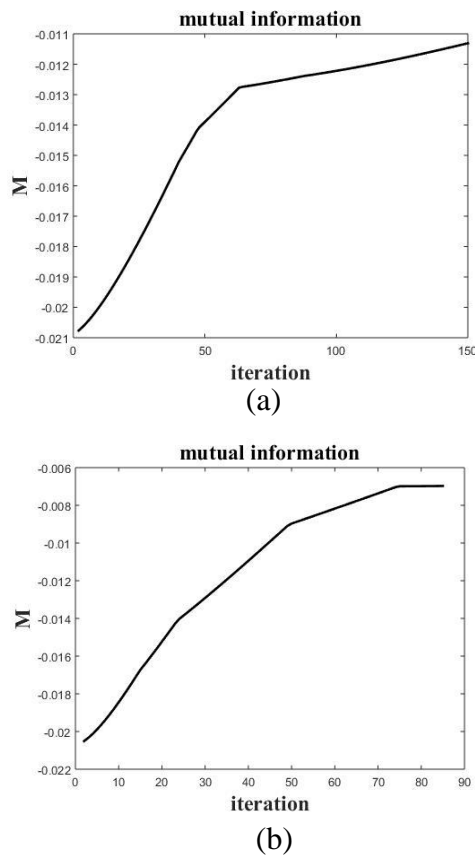 mutual information
-0.011
-0.012
-0.013
-0.014
-0.015
-0.016
-0.017
-0.018
-0.019
-0.02
-0.021
M
0 50 100 150
iteration
(a)
mutual information
-0.006
-0.008
-0.01
-0.012
-0.014
-0.016
-0.018
-0.02
-0.022
M
0 10 20 30 40 50 60 70 80 90
iteration
(b)